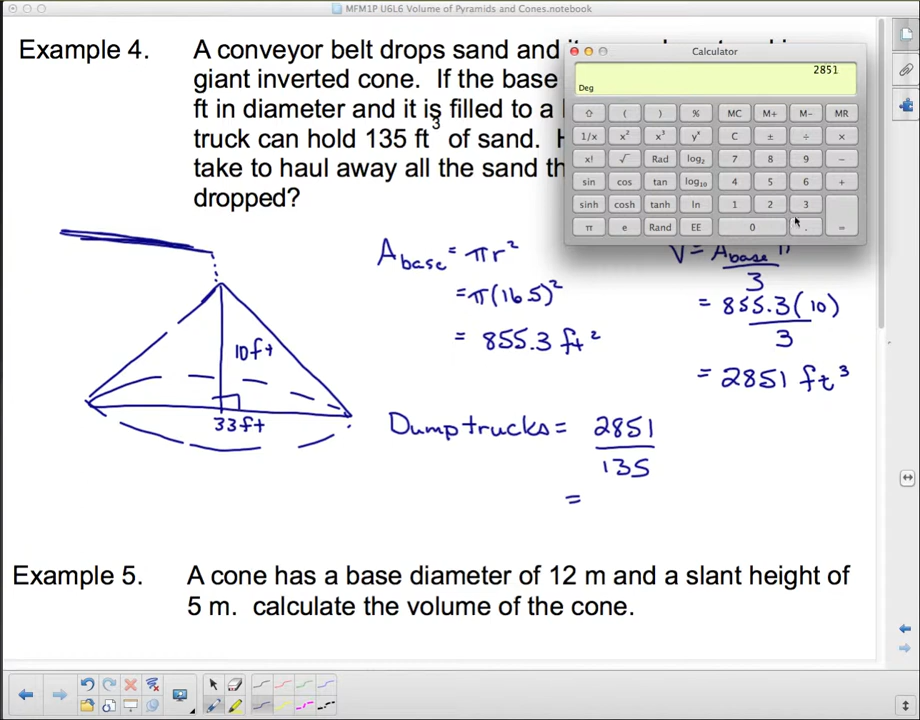 MFM1P U6L6 Volume of Pyramids and Cones.notebook
Example 4. A conveyor belt drops sand and
giant inverted cone. If the base
ft in diameter and it is filled to a
truck can hold 135 ft³ of sand.
take to haul away all the sand
dropped?
Calculator
2851
Deg
( ) % MC M+ M- MR
1/x x² x³ yˣ C ± ÷ ×
x! √ Rad log₂ 7 8 9 −
sin cos tan log₁₀ 4 5 6 +
sinh cosh tanh ln 1 2 3
π e Rand EE 0 . =
A base = πr²
= π(16.5)²
= 855.3 ft²
V = A base
3
= 855.3(10)
3
= 2851 ft³
10ft
33ft
Dump trucks = 2851
135
=
Example 5. A cone has a base diameter of 12 m and a slant height of
5 m. calculate the volume of the cone.